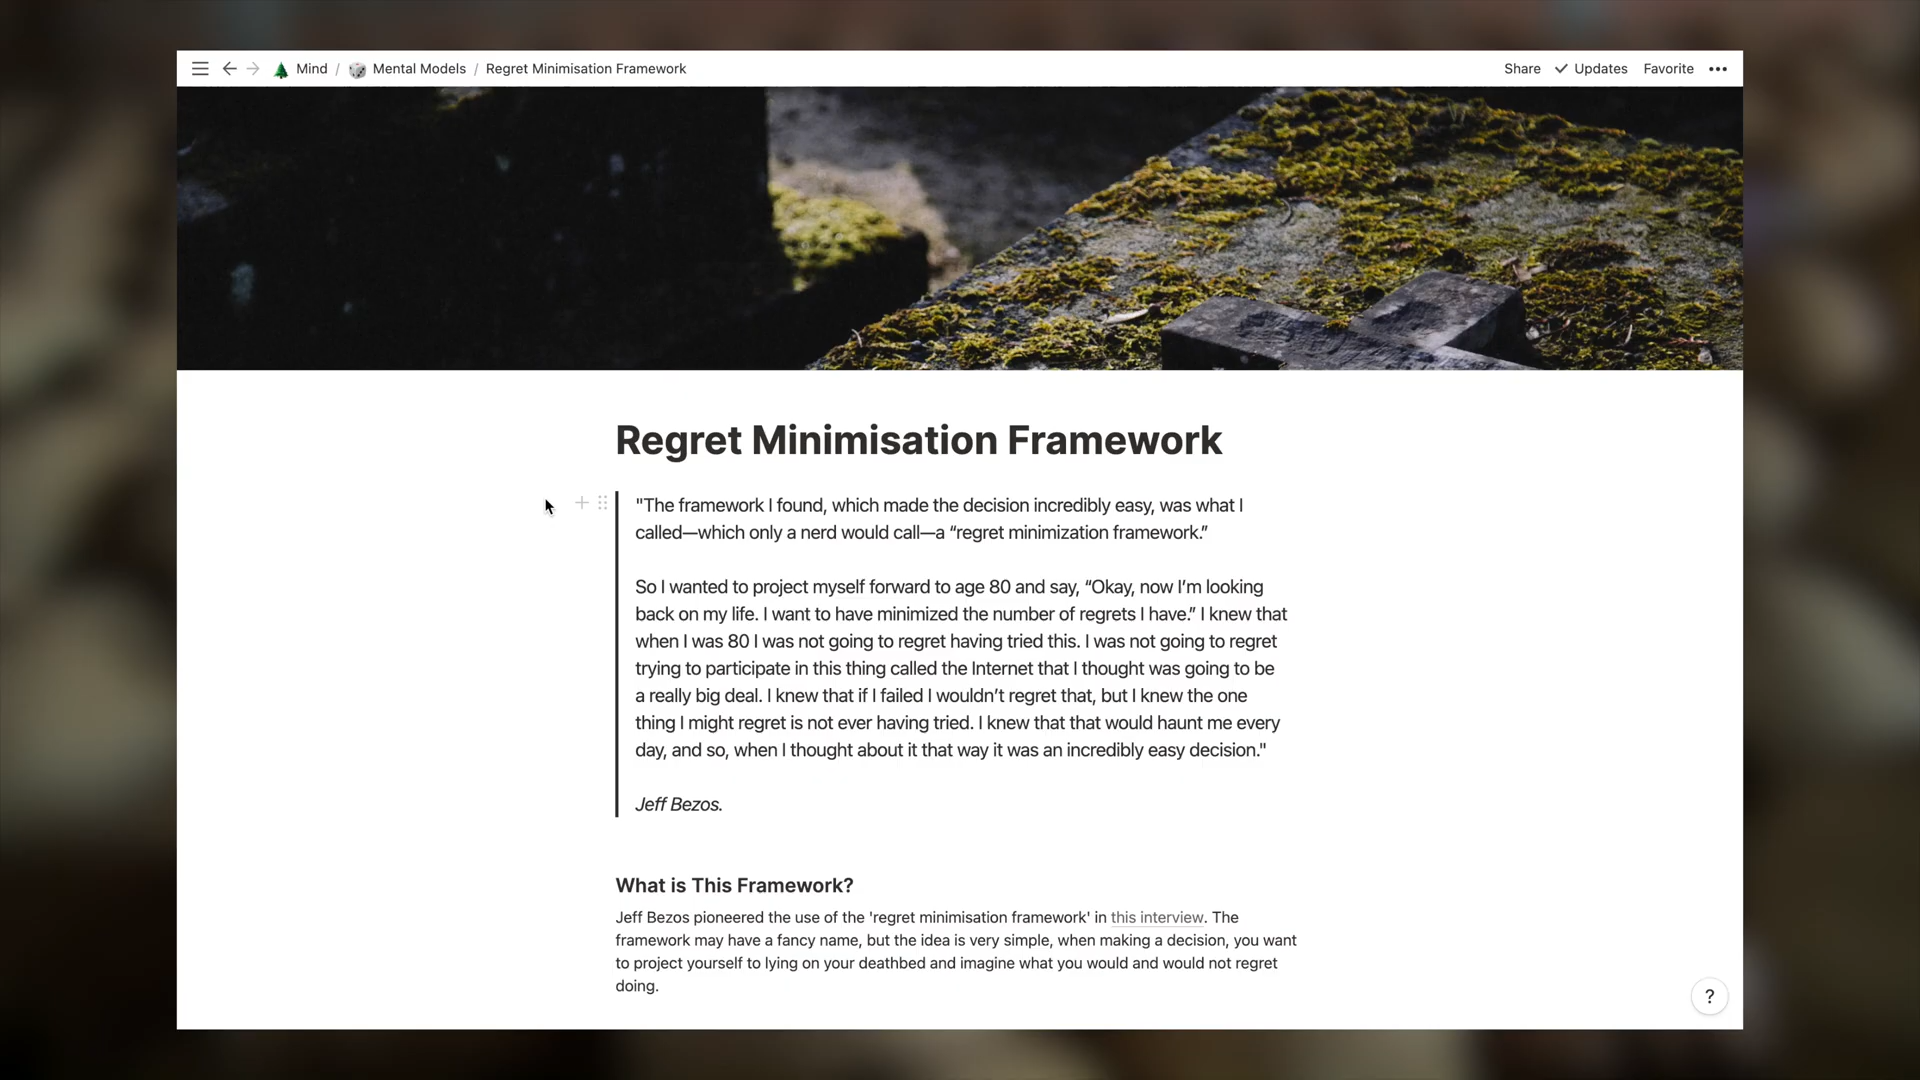 Mind / Mental Models / Regret Minimisation Framework
Share Updates Favorite
Regret Minimisation Framework
"The framework I found, which made the decision incredibly easy, was what I
called—which only a nerd would call—a “regret minimization framework.”
So I wanted to project myself forward to age 80 and say, “Okay, now I’m looking
back on my life. I want to have minimized the number of regrets I have.” I knew that
when I was 80 I was not going to regret having tried this. I was not going to regret
trying to participate in this thing called the Internet that I thought was going to be
a really big deal. I knew that if I failed I wouldn’t regret that, but I knew the one
thing I might regret is not ever having tried. I knew that that would haunt me every
day, and so, when I thought about it that way it was an incredibly easy decision."
Jeff Bezos.
What is This Framework?
Jeff Bezos pioneered the use of the 'regret minimisation framework' in this interview. The
framework may have a fancy name, but the idea is very simple, when making a decision, you want
to project yourself to lying on your deathbed and imagine what you would and would not regret
doing.
?